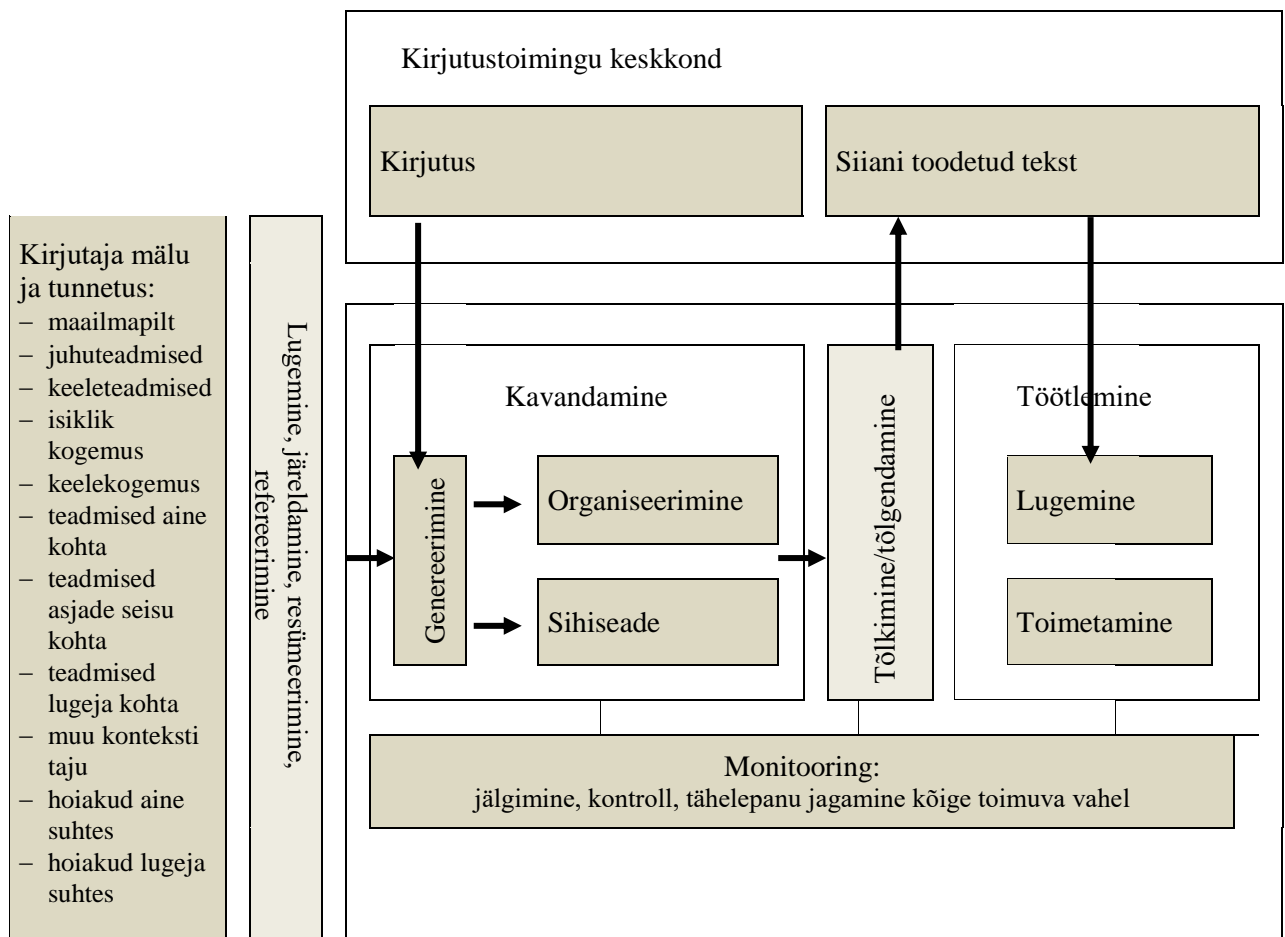 Kirjutustoimingu keskkond
Kirjutus
Siiani toodetud tekst
Kirjutaja mälu
ja tunnetus:
– maailmapilt
– juhuteadmised
– keeleteadmised
– isiklik
kogemus
– keelekogemus
– teadmised aine
kohta
– teadmised
asjade seisu
kohta
– teadmised
lugeja kohta
– muu konteksti
taju
– hoiakud aine
suhtes
– hoiakud lugeja
suhtes
Lugemine, järeldamine, resümeerimine,
refereerimine
Kavandamine
Genereerimine
Organiseerimine
Sihiseade
Tõlkimine/tõlgendamine
Töötlemine
Lugemine
Toimetamine
Monitooring:
jälgimine, kontroll, tähelepanu jagamine kõige toimuva vahel